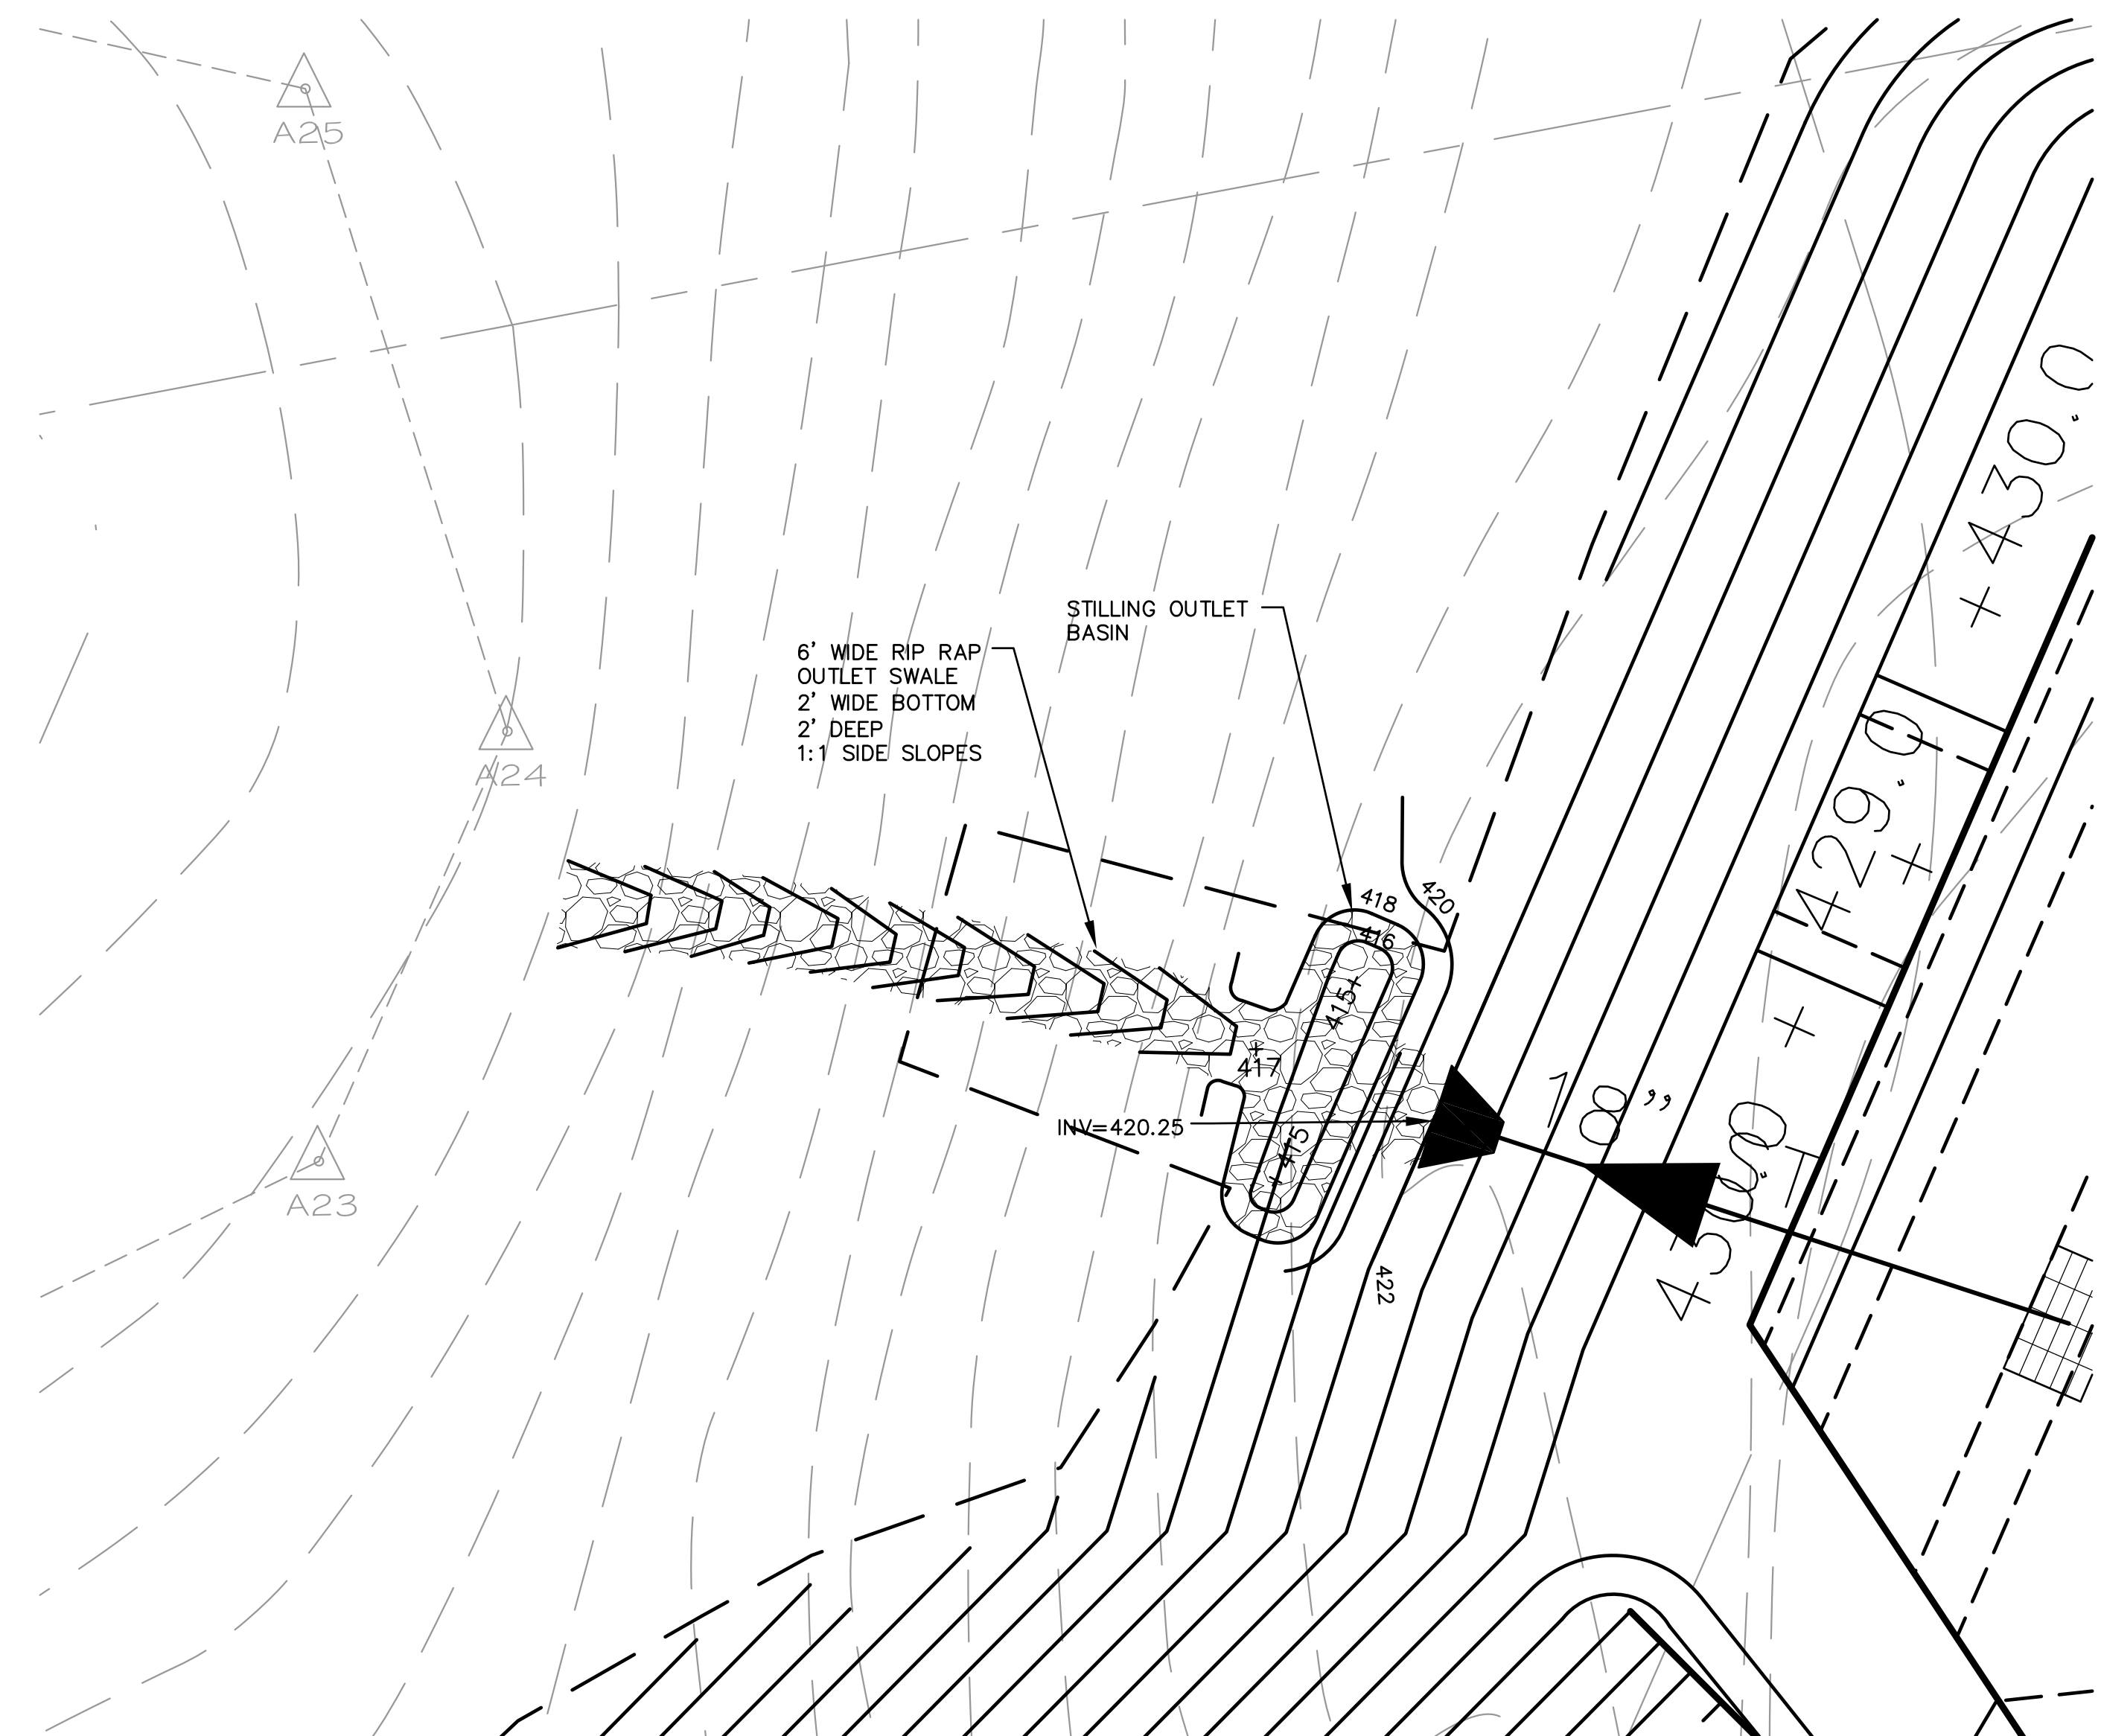 A25
430.0
STILLING OUTLET
BASIN
6' WIDE RIP RAP
OUTLET SWALE
2' WIDE BOTTOM
2' DEEP
1:1 SIDE SLOPES
A24
429.0
418
420
416
415
417
18"
INV=420.25
415
ST
430.0
A23
422